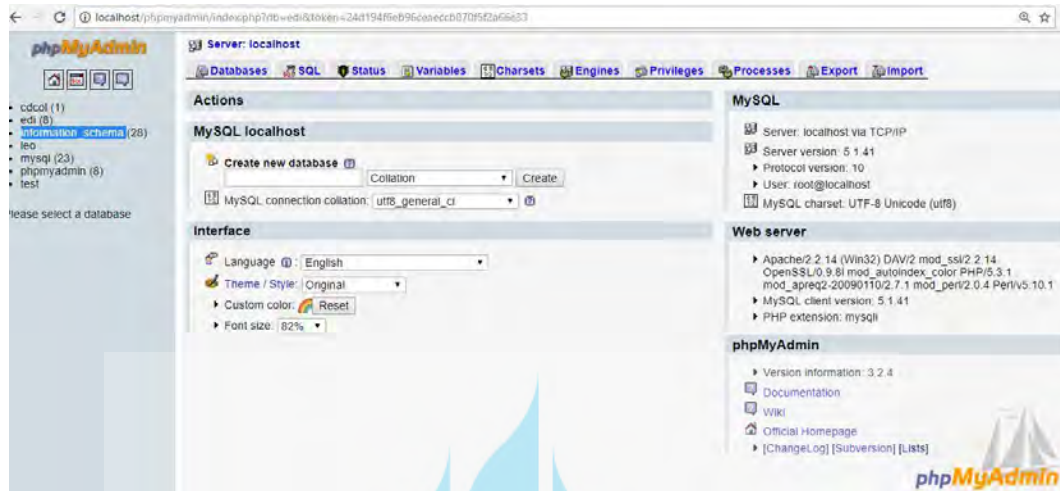 localhost/phpmyadmin/index.php?db=edi&token=24d194f6eb96ceaeccb070f5f2a66e33
phpMyAdmin
cdcol (1)
edi (8)
information_schema (28)
leo
mysql (23)
phpmyadmin (8)
test
Please select a database
Server: localhost
Databases SQL Status Variables Charsets Engines Privileges Processes Export Import
Actions
MySQL localhost
Create new database
Collation Create
MySQL connection collation: utf8_general_ci
Interface
Language : English
Theme / Style: Original
Custom color: Reset
Font size: 82%
MySQL
Server: localhost via TCP/IP
Server version: 5.1.41
Protocol version: 10
User: root@localhost
MySQL charset: UTF-8 Unicode (utf8)
Web server
Apache/2.2.14 (Win32) DAV/2 mod_ssl/2.2.14
OpenSSL/0.9.8l mod_autoindex_color PHP/5.3.1
mod_apreq2-20090110/2.7.1 mod_perl/2.0.4 Perl/v5.10.1
MySQL client version: 5.1.41
PHP extension: mysqli
phpMyAdmin
Version information: 3.2.4
Documentation
Wiki
Official Homepage
[ChangeLog] [Subversion] [Lists]
phpMyAdmin